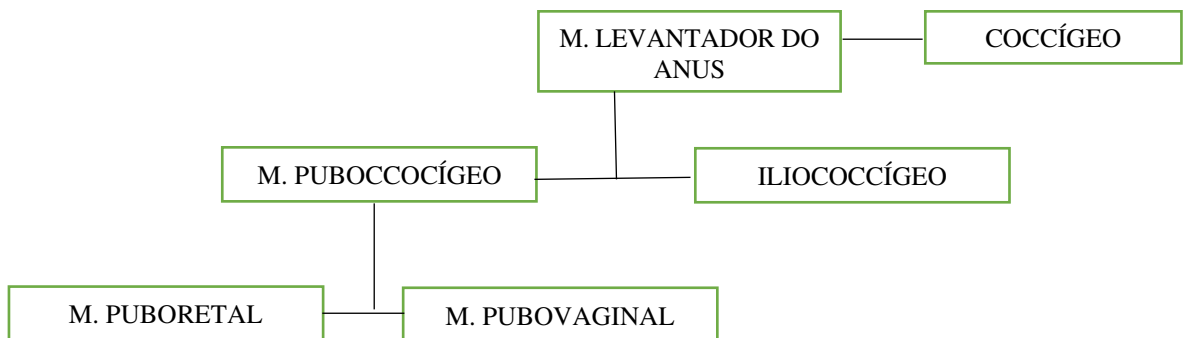 M. LEVANTADOR DO
ANUS
COCCÍGEO
M. PUBOCCOCÍGEO
ILIOCOCCÍGEO
M. PUBORETAL
M. PUBOVAGINAL